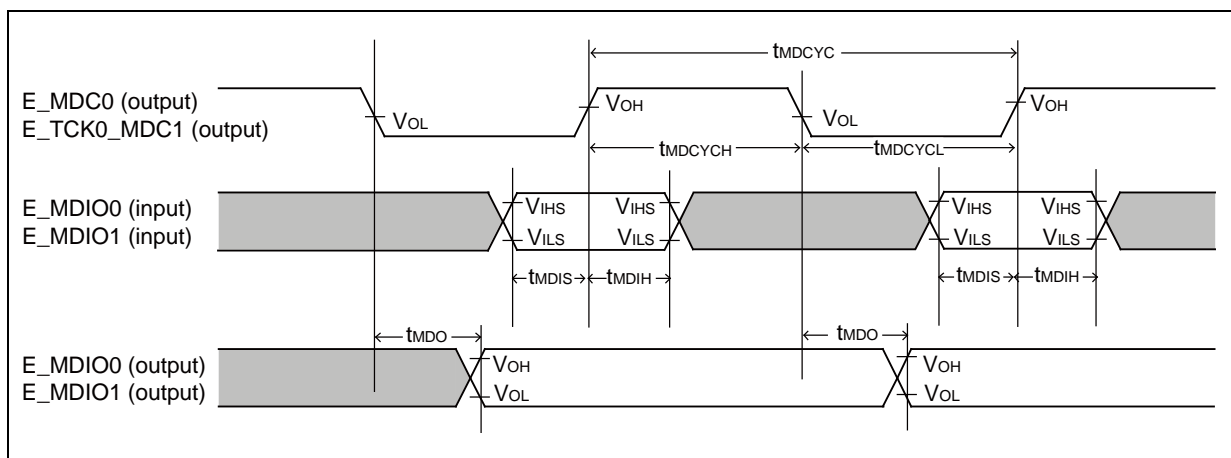 tMDCYC
E_MDC0 (output)
E_TCK0_MDC1 (output)
VOL
VOH
VOL
VOH
tMDCYCH
tMDCYCL
E_MDIO0 (input)
E_MDIO1 (input)
VIHS
VIHS
VIHS
VIHS
VILS
VILS
VILS
VILS
tMDIS
tMDIH
tMDIS
tMDIH
tMDO
tMDO
E_MDIO0 (output)
E_MDIO1 (output)
VOH
VOH
VOL
VOL